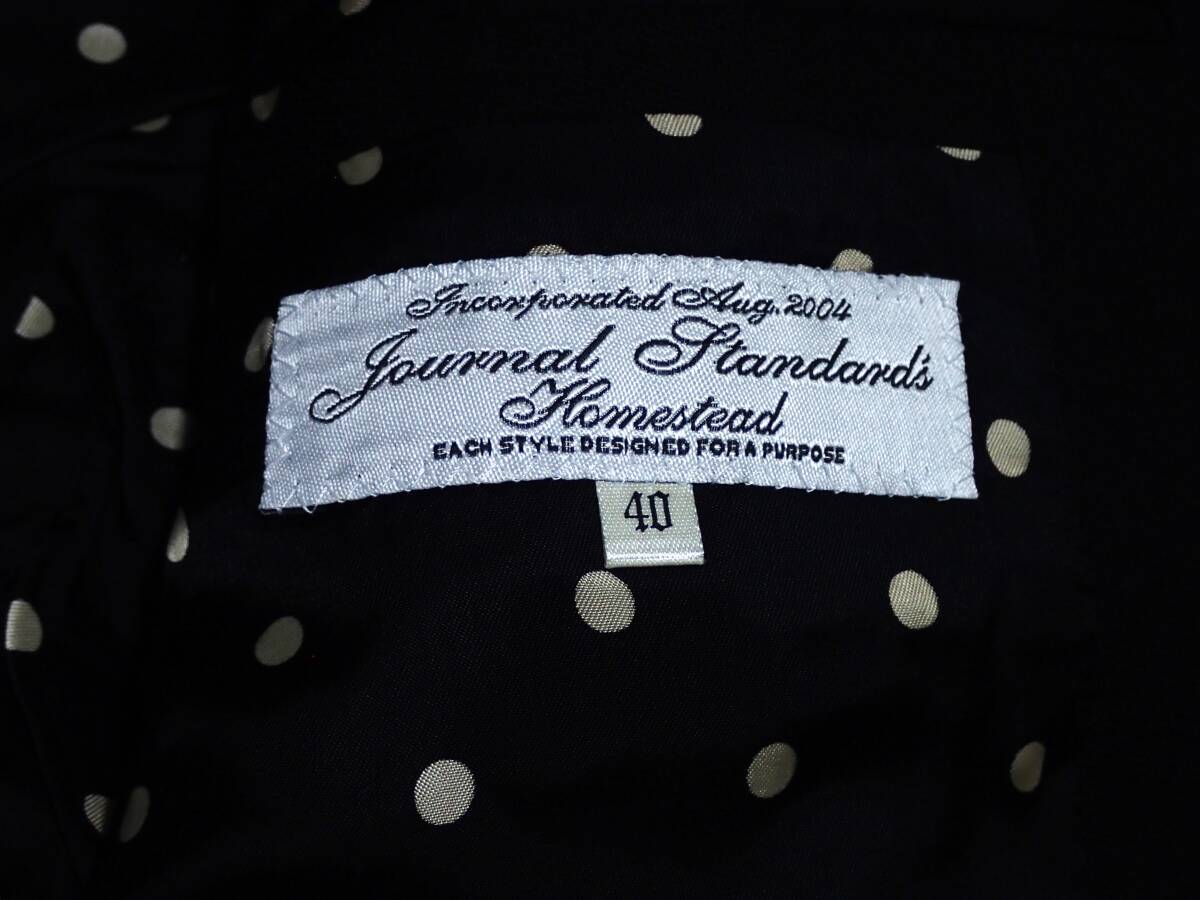 Incorporated Aug. 2004
Journal Standard's
Homestead
EACH STYLE DESIGNED FOR A PURPOSE
40